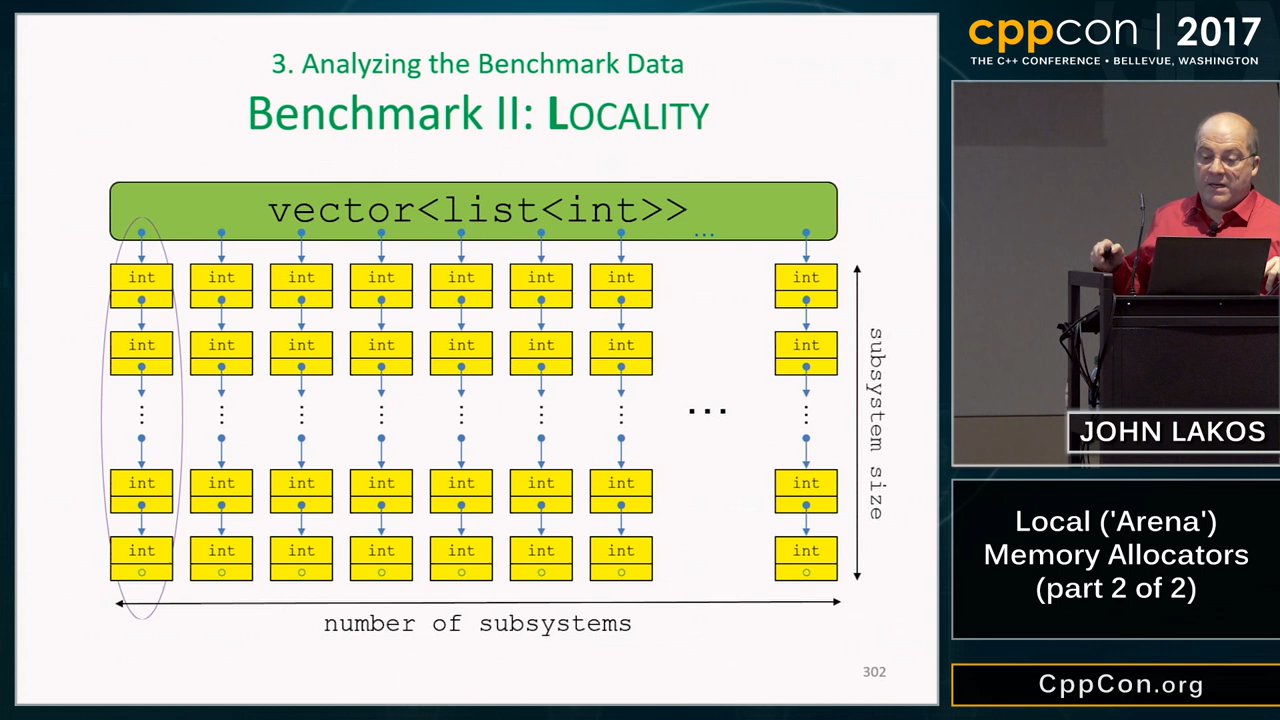 3. Analyzing the Benchmark Data
Benchmark II: LOCALITY
vector<list<int>>
...
int int int int int int int int
int int int int int int int int
...
int int int int int int int int
int int int int int int int int
subsystem size
number of subsystems
302
cppcon | 2017
THE C++ CONFERENCE • BELLEVUE, WASHINGTON
JOHN LAKOS
Local ('Arena')
Memory Allocators
(part 2 of 2)
CppCon.org